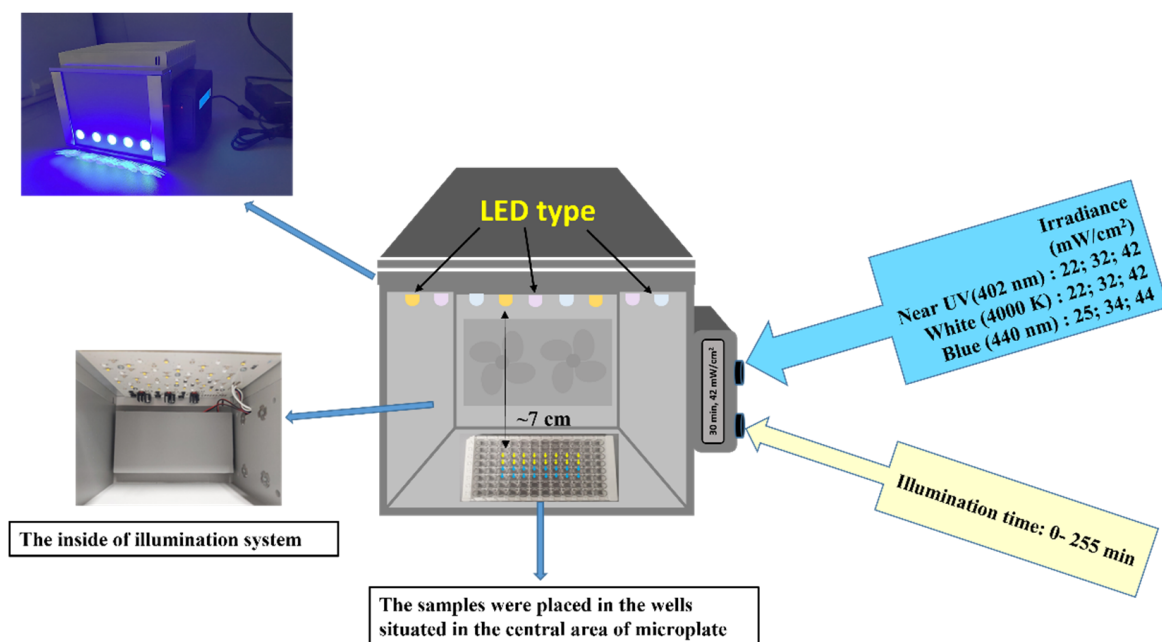 LED type
Irradiance
(mW/cm²)
Near UV(402 nm) : 22; 32; 42
White (4000 K) : 22; 32; 42
Blue (440 nm) : 25; 34; 44
30 min, 42 mW/cm²
~7 cm
Illumination time: 0- 255 min
The inside of illumination system
The samples were placed in the wells
situated in the central area of microplate